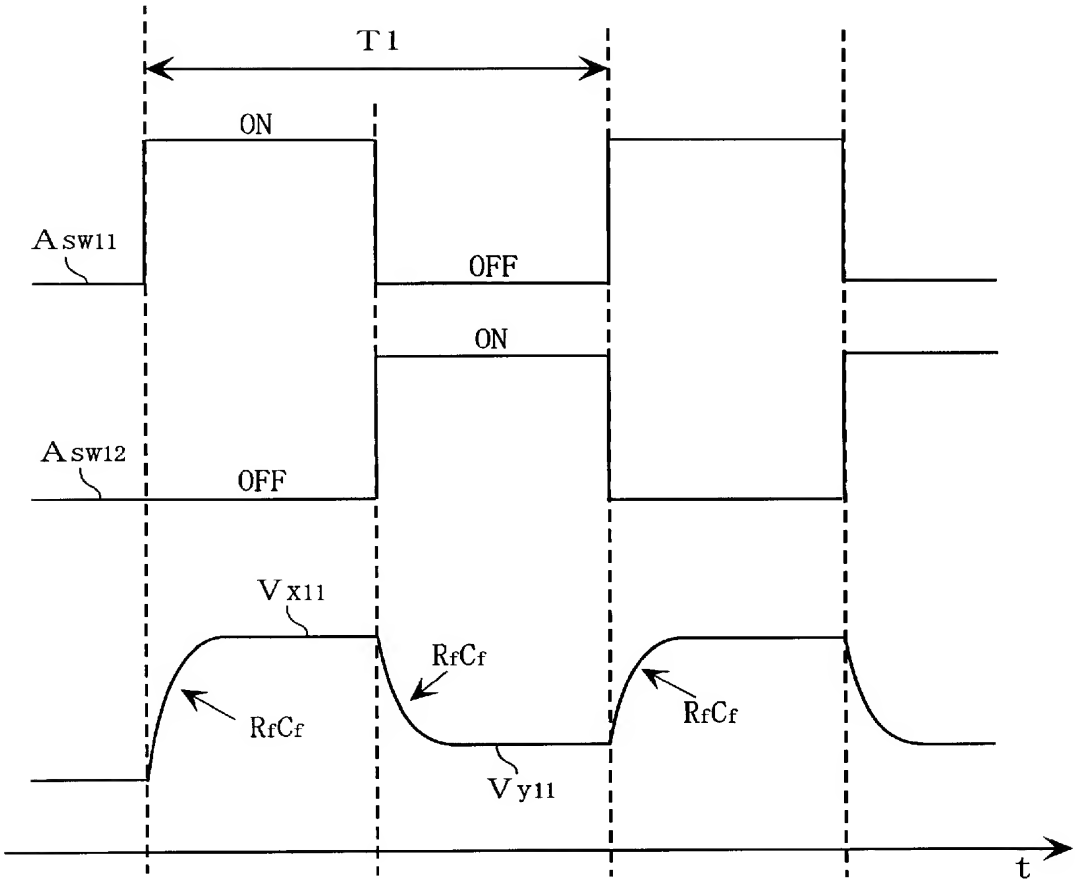 T1
ON
Asw11
OFF
ON
Asw12
OFF
Vx11
RfCf
RfCf
RfCf
Vy11
t